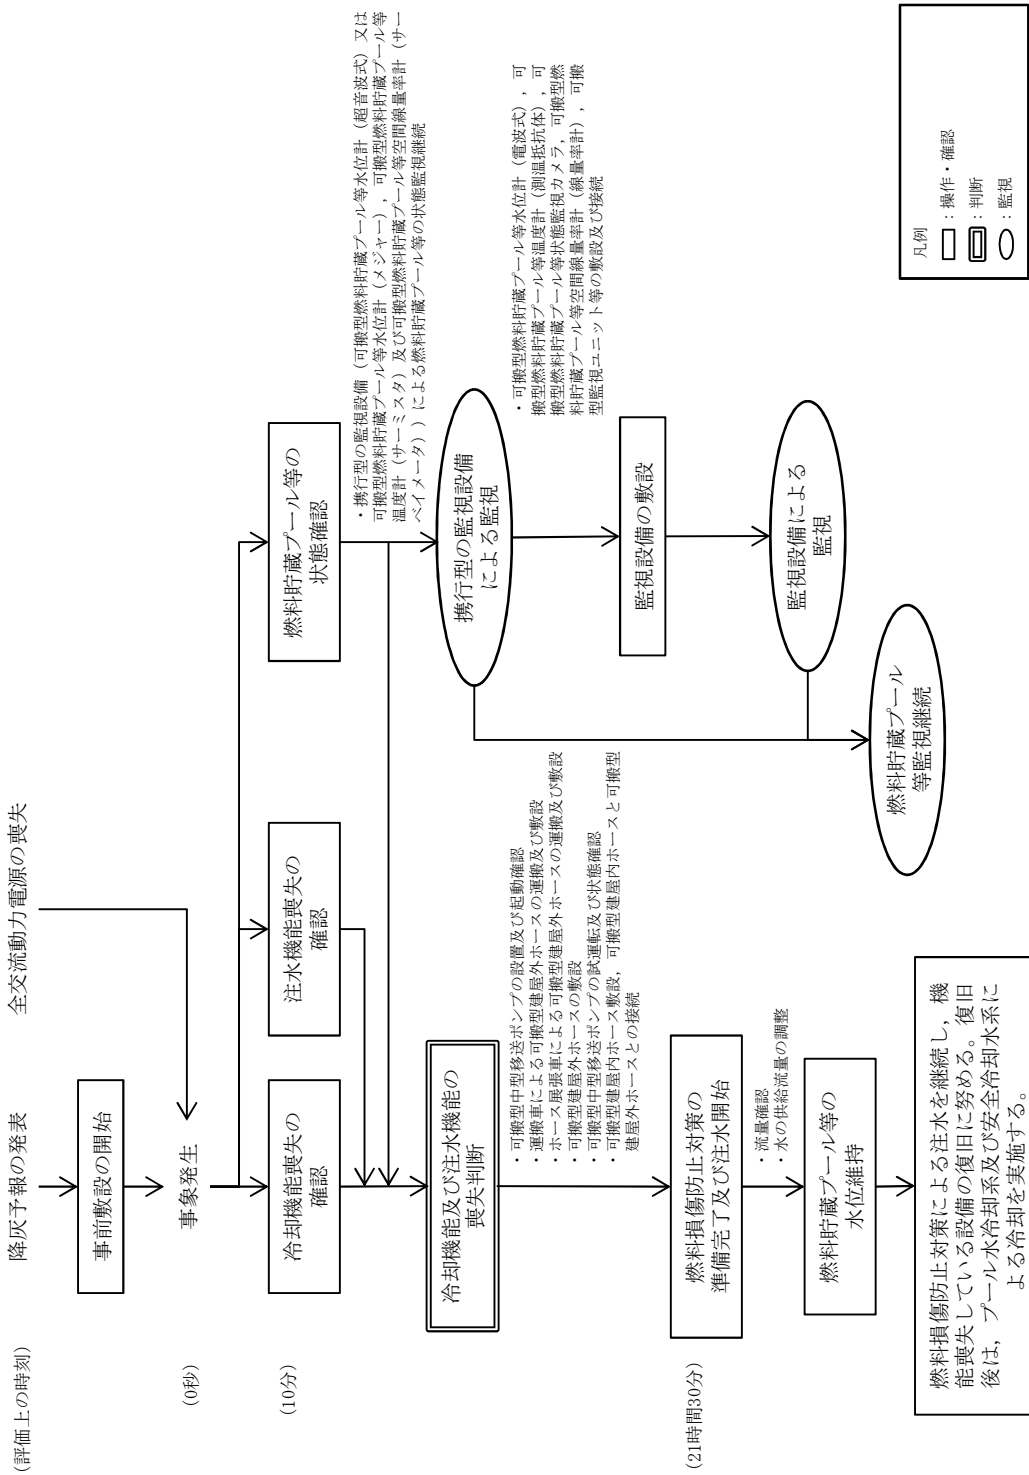 (評価上の時刻)
降灰予報の発表
全交流動力電源の喪失
事前敷設の開始
(0秒)
事象発生
(10分)
冷却機能喪失の
確認
注水機能喪失の
確認
燃料貯蔵プール等の
状態確認
・携行型の監視設備(可搬型燃料貯蔵プール等水位計(超音波式)又は
可搬型燃料貯蔵プール等水位計(メジャー),可搬型燃料貯蔵プール等
温度計(サーミスタ)及び可搬型燃料貯蔵プール等空間線量率計(サー
ベイメータ))による燃料貯蔵プール等の状態監視継続
冷却機能及び注水機能の
喪失判断
携行型の監視設備
による監視
・可搬型中型移送ポンプの設置及び起動確認
・運搬車による可搬型建屋外ホースの運搬及び敷設
・ホース展張車による可搬型建屋外ホースの運搬及び敷設
・可搬型建屋外ホースの敷設
・可搬型中型移送ポンプの試運転及び状態確認
・可搬型建屋内ホース敷設,可搬型建屋内ホースと可搬型
建屋外ホースとの接続
・可搬型燃料貯蔵プール等水位計(電波式),可
搬型燃料貯蔵プール等温度計(測温抵抗体),可
搬型燃料貯蔵プール等状態監視カメラ,可搬型燃
料貯蔵プール等空間線量率計(線量率計),可搬
型監視ユニット等の敷設及び接続
監視設備の敷設
(21時間30分)
燃料損傷防止対策の
準備完了及び注水開始
監視設備による
監視
・流量確認
・水の供給流量の調整
燃料貯蔵プール等の
水位維持
燃料貯蔵プール
等監視継続
燃料損傷防止対策による注水を継続し,機
能喪失している設備の復旧に努める。復旧
後は,プール水冷却系及び安全冷却水系に
よる冷却を実施する。
凡例
:操作・確認
:判断
:監視